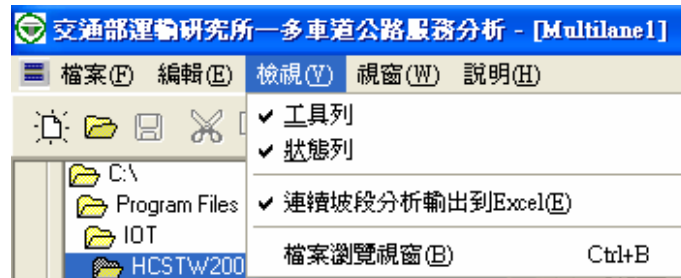 交通部運輸研究所一多車道公路服務分析 - [Multilane1]
檔案(F) 編輯(E) 檢視(V) 視窗(W) 說明(H)
工具列
狀態列
C:\
Program Files
連續坡段分析輸出到Excel(E)
IOT
檔案瀏覽視窗(B) Ctrl+B
HCSTW200